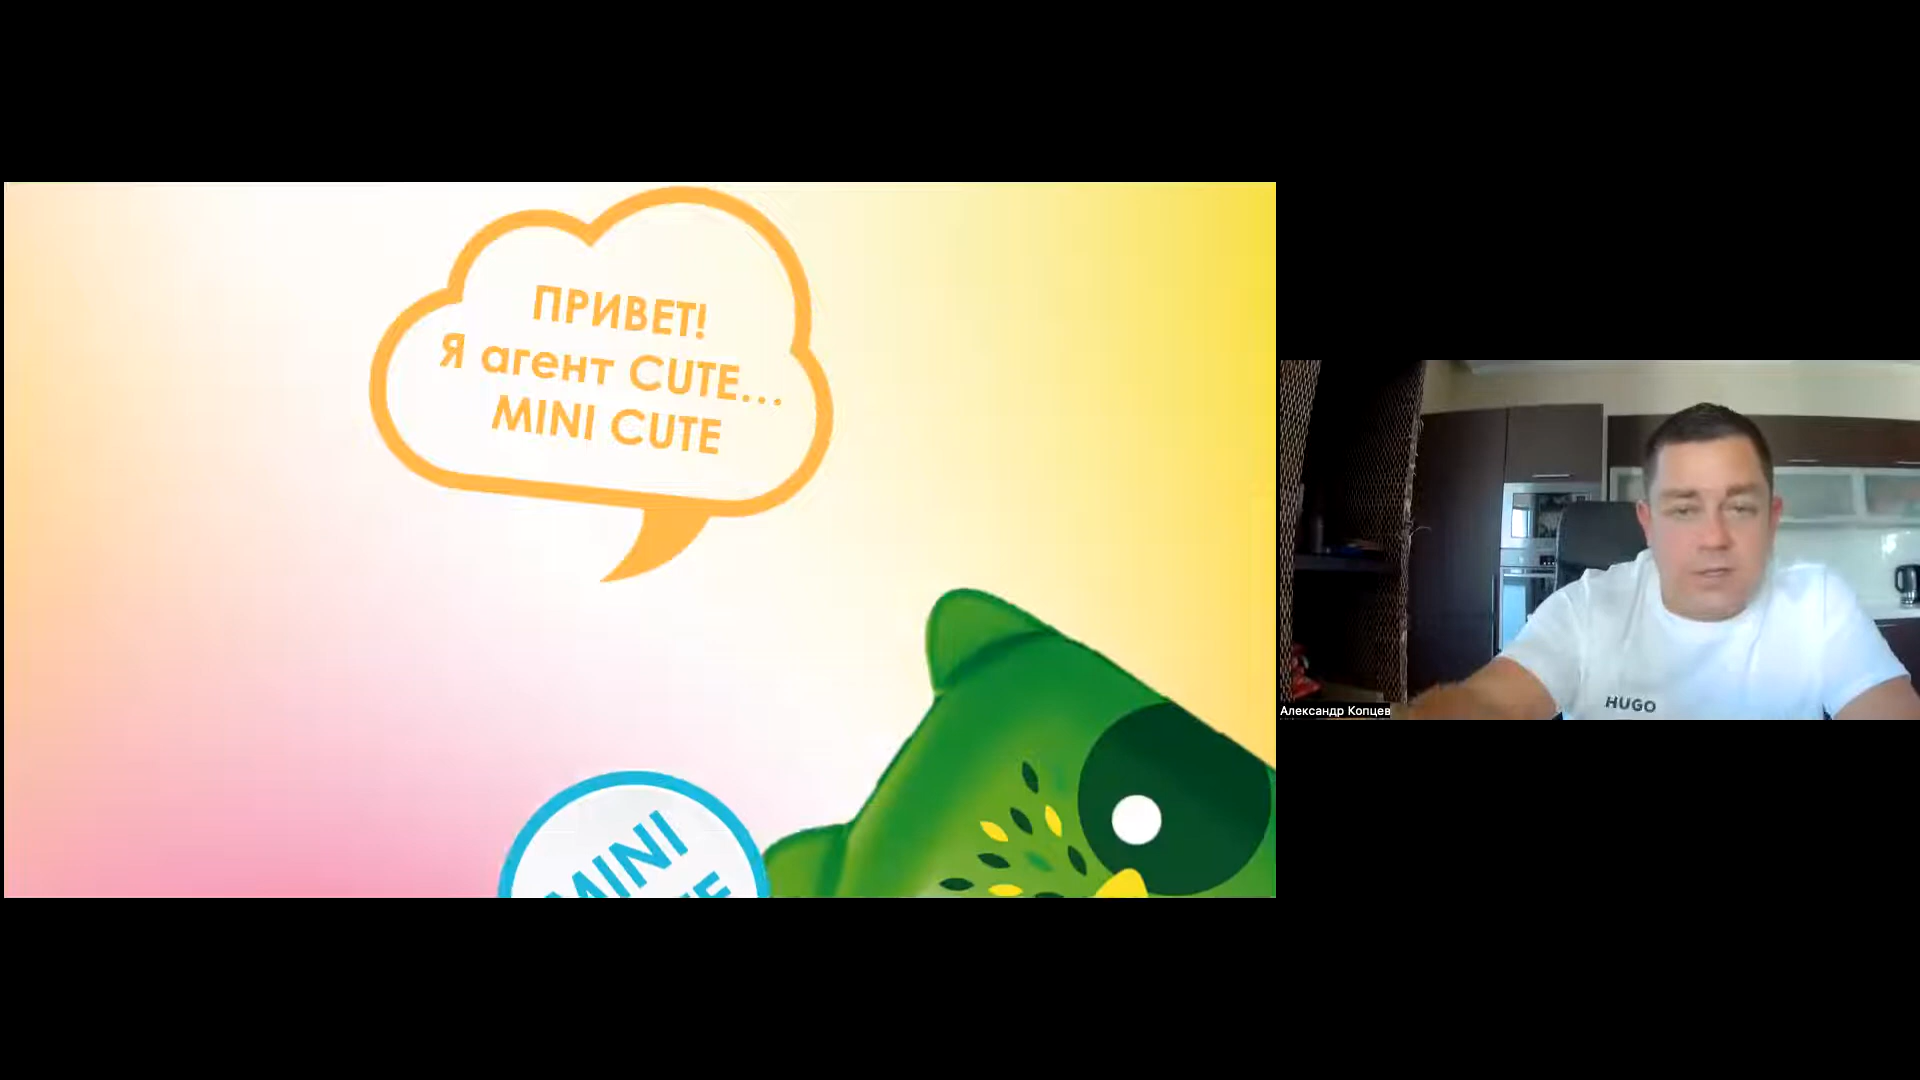 ПРИВЕТ!
Я агент CUTE...
MINI CUTE
MINI
HUGO
Александр Копцев